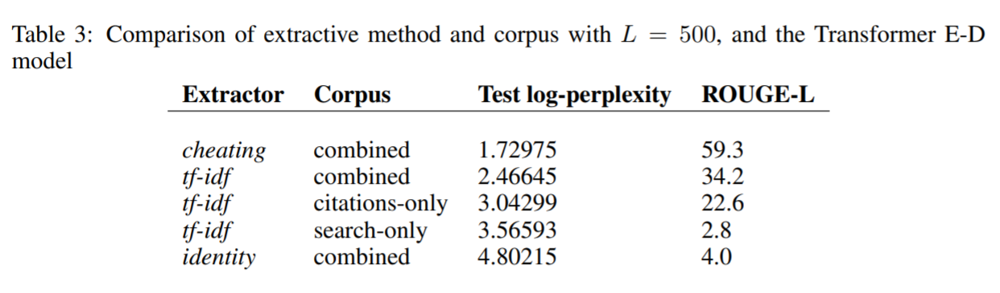 Table 3: Comparison of extractive method and corpus with L = 500, and the Transformer E-D
model
Extractor Corpus Test log-perplexity ROUGE-L
cheating combined 1.72975 59.3
tf-idf combined 2.46645 34.2
tf-idf citations-only 3.04299 22.6
tf-idf search-only 3.56593 2.8
identity combined 4.80215 4.0